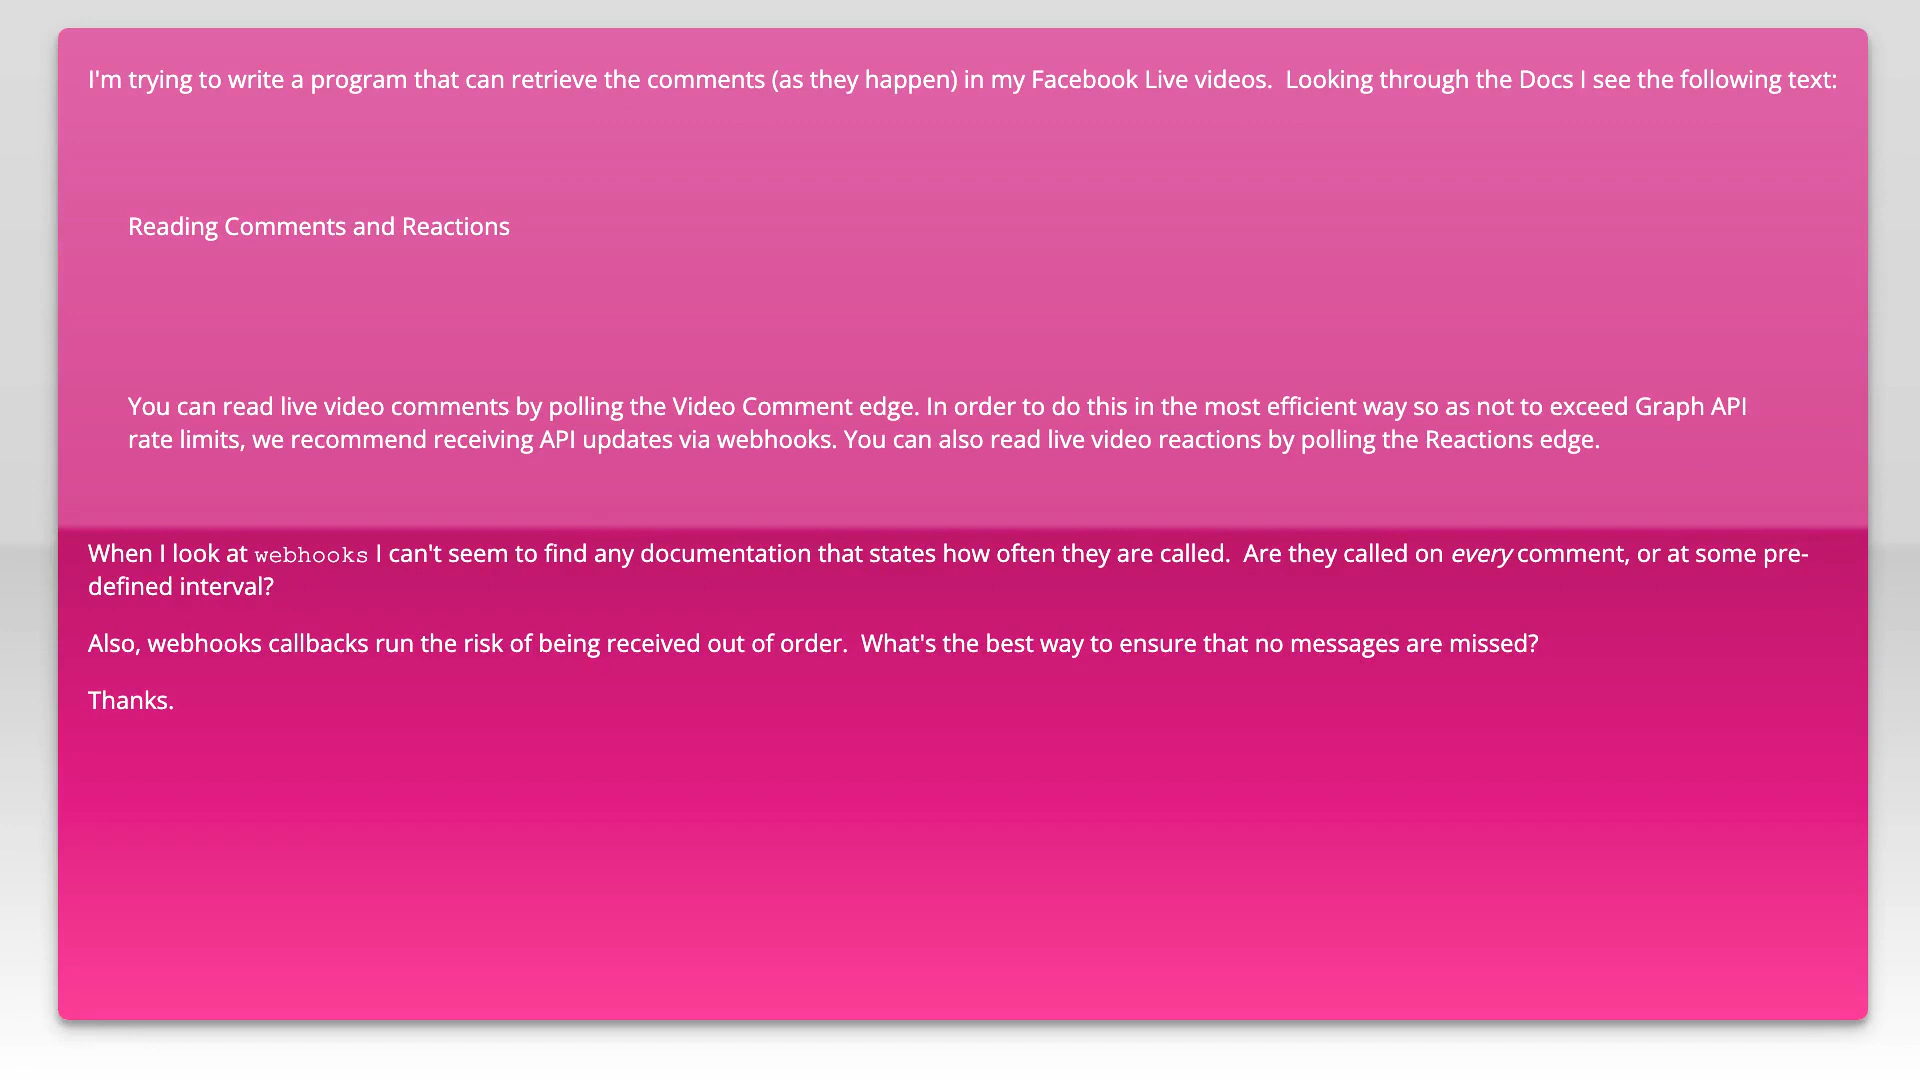 I'm trying to write a program that can retrieve the comments (as they happen) in my Facebook Live videos.  Looking through the Docs I see the following text:
Reading Comments and Reactions
You can read live video comments by polling the Video Comment edge. In order to do this in the most efficient way so as not to exceed Graph API
rate limits, we recommend receiving API updates via webhooks. You can also read live video reactions by polling the Reactions edge.
When I look at webhooks I can't seem to find any documentation that states how often they are called.  Are they called on every comment, or at some pre-
defined interval?
Also, webhooks callbacks run the risk of being received out of order.  What's the best way to ensure that no messages are missed?
Thanks.